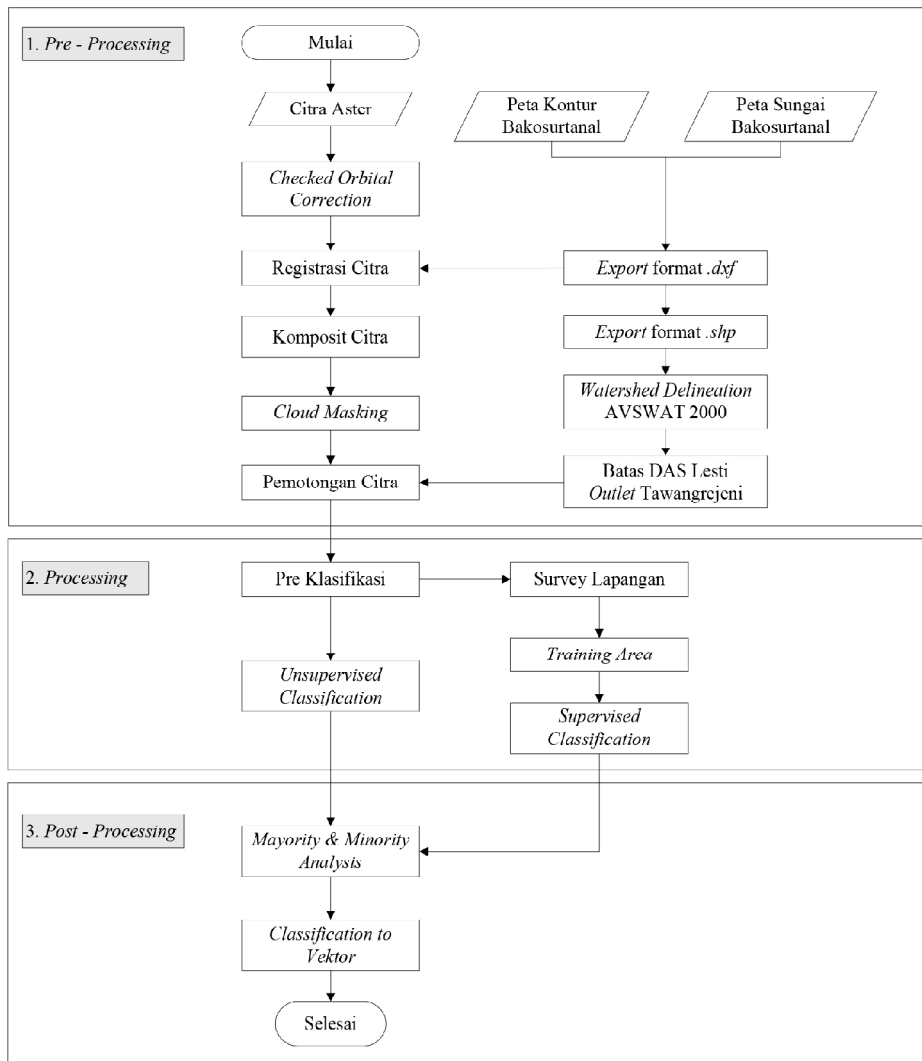 1. Pre - Processing
Mulai
Citra Aster
Peta Kontur
Bakosurtanal
Peta Sungai
Bakosurtanal
Checked Orbital
Correction
Registrasi Citra
Export format .dxf
Komposit Citra
Export format .shp
Cloud Masking
Watershed Delineation
AVSWAT 2000
Pemotongan Citra
Batas DAS Lesti
Outlet Tawangrejeni
2. Processing
Pre Klasifikasi
Survey Lapangan
Unsupervised
Classification
Training Area
Supervised
Classification
3. Post - Processing
Mayority & Minority
Analysis
Classification to
Vektor
Selesai